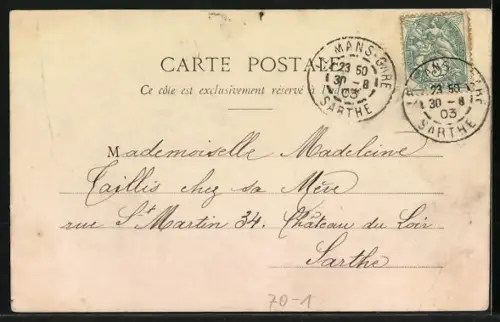 CARTE POSTALE
Ce côté est exclusivement réservé à l'adresse
LE MANS-GARE
23 50
30 - 8
03
SARTHE
LE MANS-GARE
23 50
30 - 8
03
SARTHE
Mademoiselle Madeleine
Taillis chez sa Mère
rue St Martin 34. Château du Loir
Sarthe
70-1